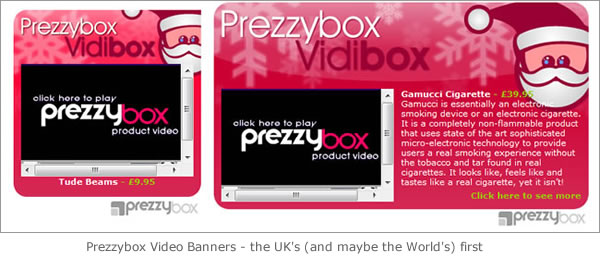 Prezzybox
Vidibox
click here to play
prezzybox
product video
Tude Beams - £9.95
prezzybox
Prezzybox
Vidibox
click here to play
prezzybox
product video
Gamucci Cigarette - £39.95
Gamucci is essentially an electronic
smoking device or an electronic cigarette.
It is a completely non-flammable product
that uses state of the art sophisticated
micro-electronic technology to provide
users a real smoking experience without
the tobacco and tar found in real
cigarettes. It looks like, feels like and
tastes like a real cigarette, yet it isn't!
Click here to see more
prezzybox
Prezzybox Video Banners - the UK's (and maybe the World's) first